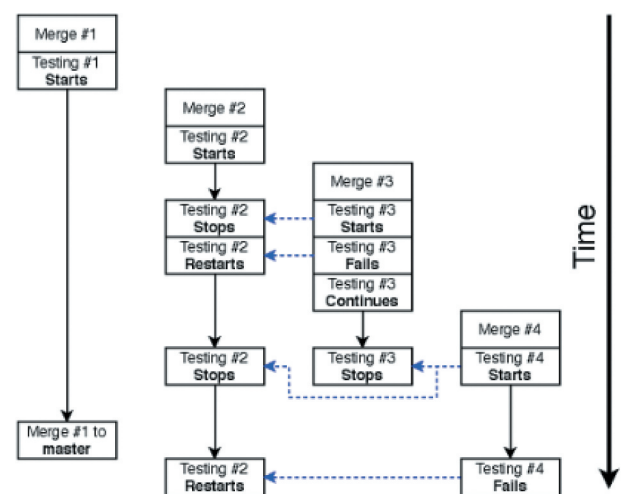 Merge #1
Testing #1
Starts
Merge #2
Testing #2
Starts
Merge #3
Testing #2
Stops
Testing #3
Starts
Testing #2
Restarts
Testing #3
Fails
Testing #3
Continues
Merge #4
Testing #2
Stops
Testing #3
Stops
Testing #4
Starts
Merge #1 to
master
Testing #2
Restarts
Testing #4
Fails
Time